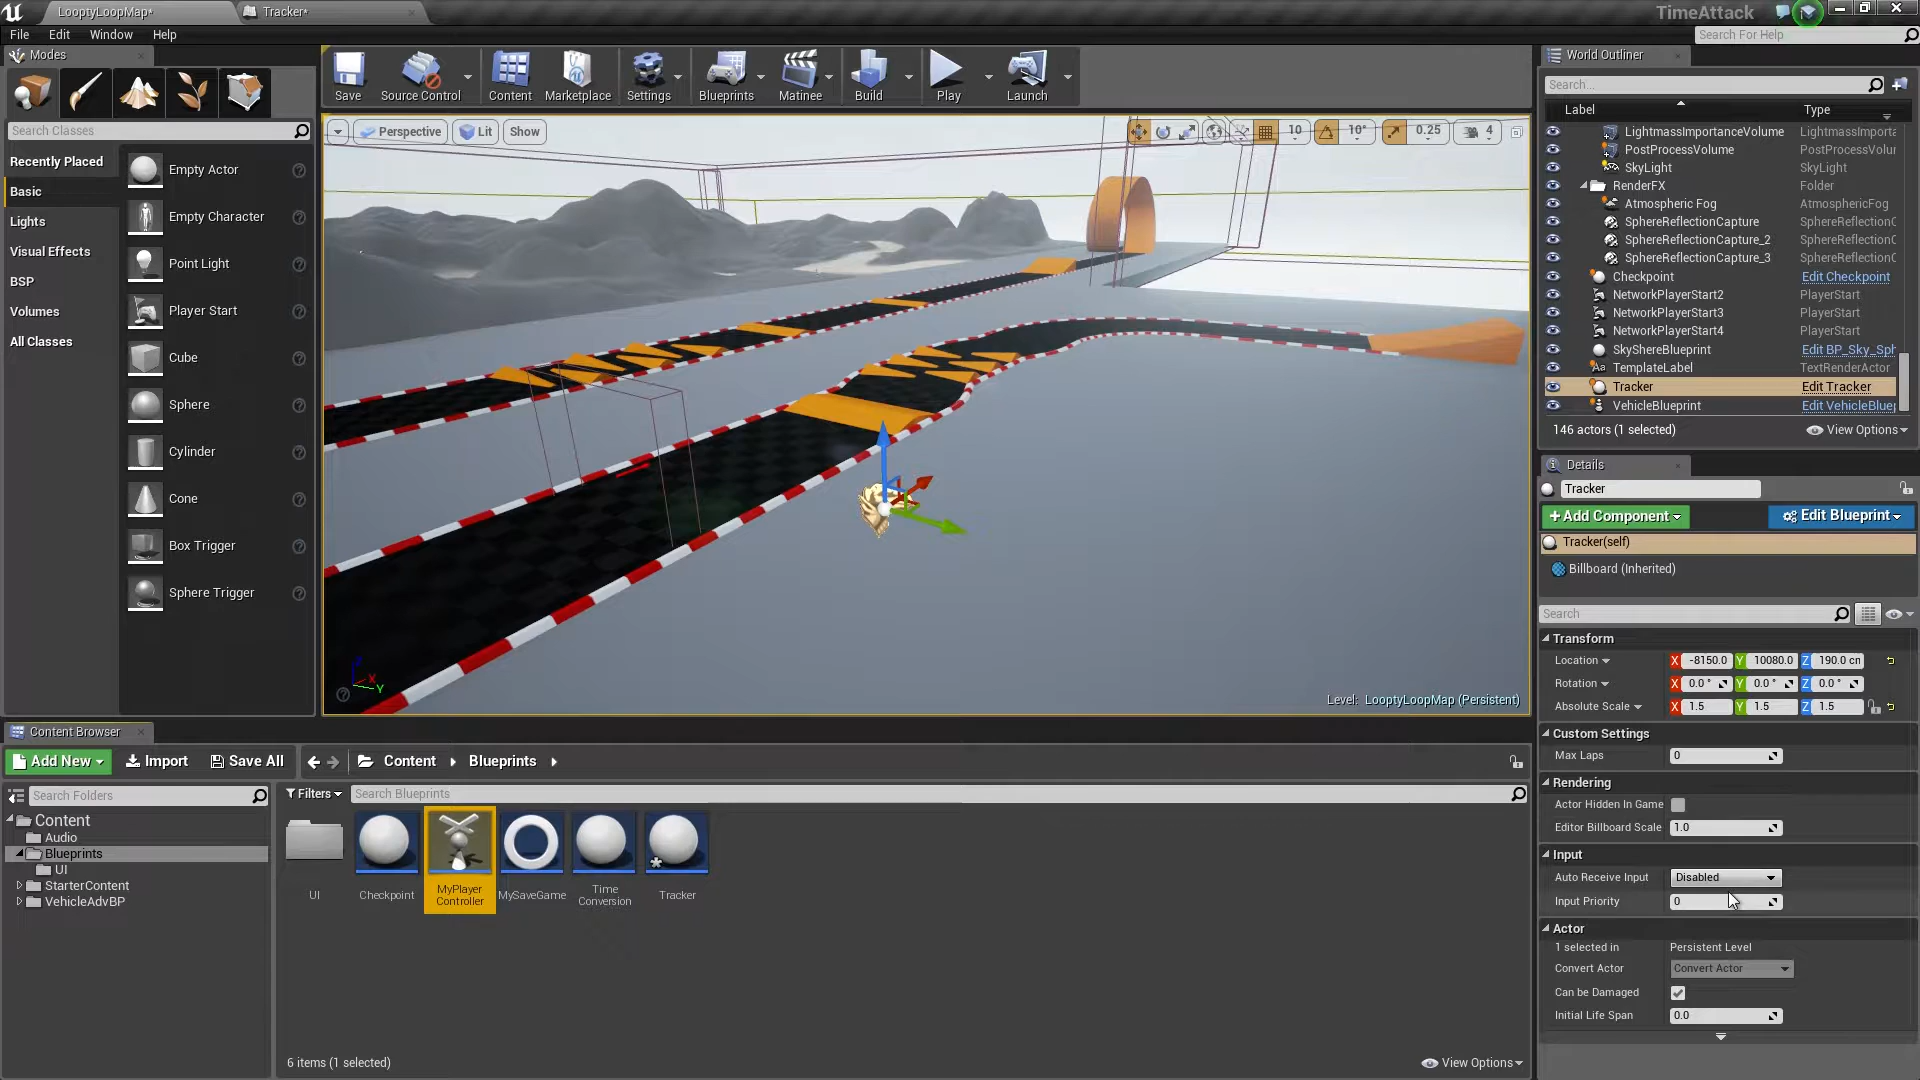 LooptyLoopMap*
Tracker*
TimeAttack
File
Edit
Window
Help
Search For Help
Modes
Save
Source Control
Content
Marketplace
Settings
Blueprints
Matinee
Build
Play
Launch
World Outliner
Search...
Label
Type
Search Classes
Perspective
Lit
Show
10
10°
0.25
4
Recently Placed
Basic
Lights
Visual Effects
BSP
Volumes
All Classes
Empty Actor
Empty Character
Point Light
Player Start
Cube
Sphere
Cylinder
Cone
Box Trigger
Sphere Trigger
LightmassImportanceVolume LightmassImporta
PostProcessVolume PostProcessVolur
SkyLight SkyLight
RenderFX Folder
Atmospheric Fog AtmosphericFog
SphereReflectionCapture SphereReflectionC
SphereReflectionCapture_2 SphereReflectionC
SphereReflectionCapture_3 SphereReflectionC
Checkpoint Edit Checkpoint
NetworkPlayerStart2 PlayerStart
NetworkPlayerStart3 PlayerStart
NetworkPlayerStart4 PlayerStart
SkyShereBlueprint Edit BP_Sky_Sph
TemplateLabel TextRenderActor
Tracker Edit Tracker
VehicleBlueprint Edit VehicleBluep
146 actors (1 selected)
View Options
Level: LooptyLoopMap (Persistent)
X
Y
Details
Tracker
+Add Component
Edit Blueprint
Tracker(self)
Billboard (Inherited)
Search
Transform
Location X -8150.0 Y 10080.0 Z 190.0 cm
Rotation X 0.0 ° Y 0.0 ° Z 0.0 °
Absolute Scale X 1.5 Y 1.5 Z 1.5
Custom Settings
Max Laps 0
Rendering
Actor Hidden In Game
Editor Billboard Scale 1.0
Input
Auto Receive Input Disabled
Input Priority 0
Actor
1 selected in Persistent Level
Convert Actor Convert Actor
Can be Damaged
Initial Life Span 0.0
Content Browser
Add New
Import
Save All
Content
Blueprints
Search Folders
Filters
Search Blueprints
Content
Audio
Blueprints
UI
StarterContent
VehicleAdvBP
UI
Checkpoint
MyPlayer
Controller
MySaveGame
Time
Conversion
Tracker
6 items (1 selected)
View Options